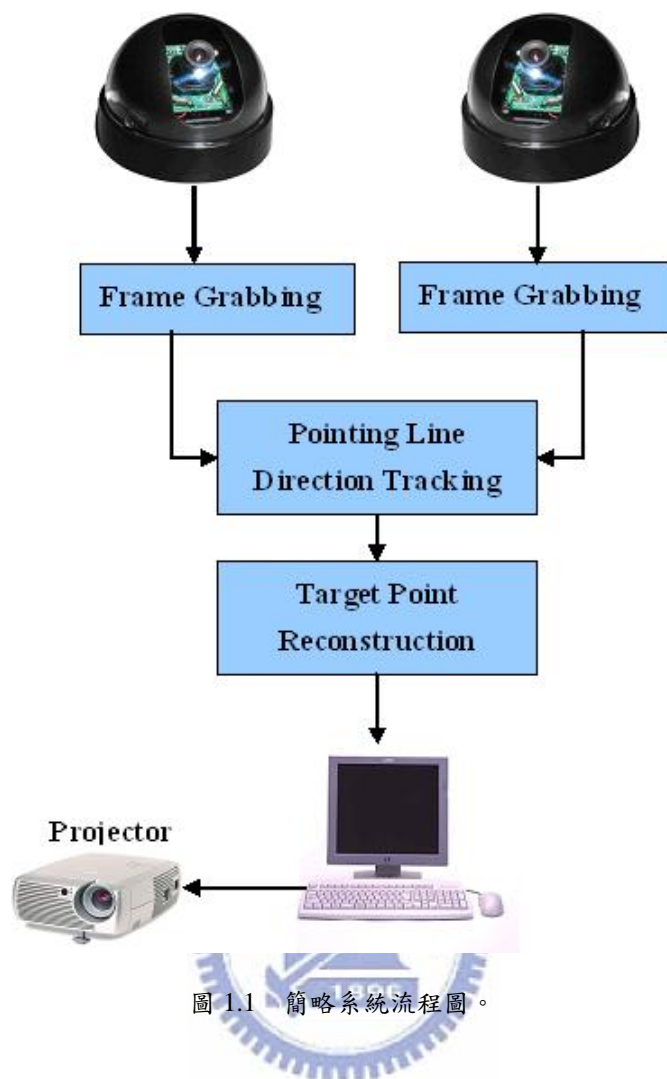 Frame Grabbing
Frame Grabbing
Pointing Line
Direction Tracking
Target Point
Reconstruction
Projector
1896
圖 1.1 簡略系統流程圖。